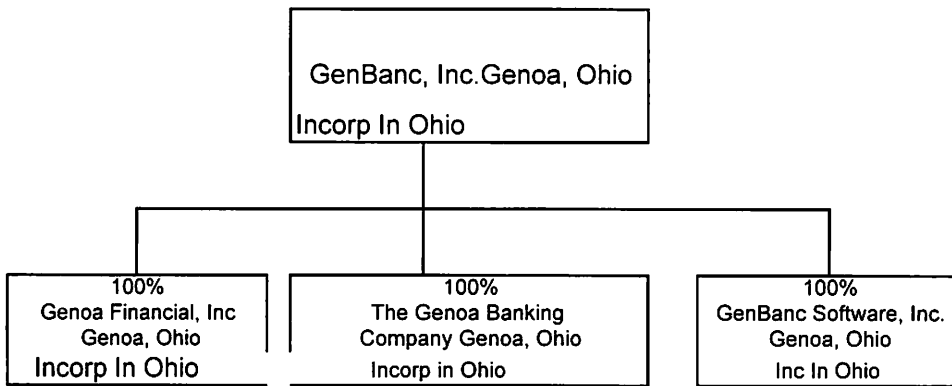 GenBanc, Inc.Genoa, Ohio
Incorp In Ohio
100%
Genoa Financial, Inc
Genoa, Ohio
Incorp In Ohio
100%
The Genoa Banking
Company Genoa, Ohio
Incorp in Ohio
100%
GenBanc Software, Inc.
Genoa, Ohio
Inc In Ohio